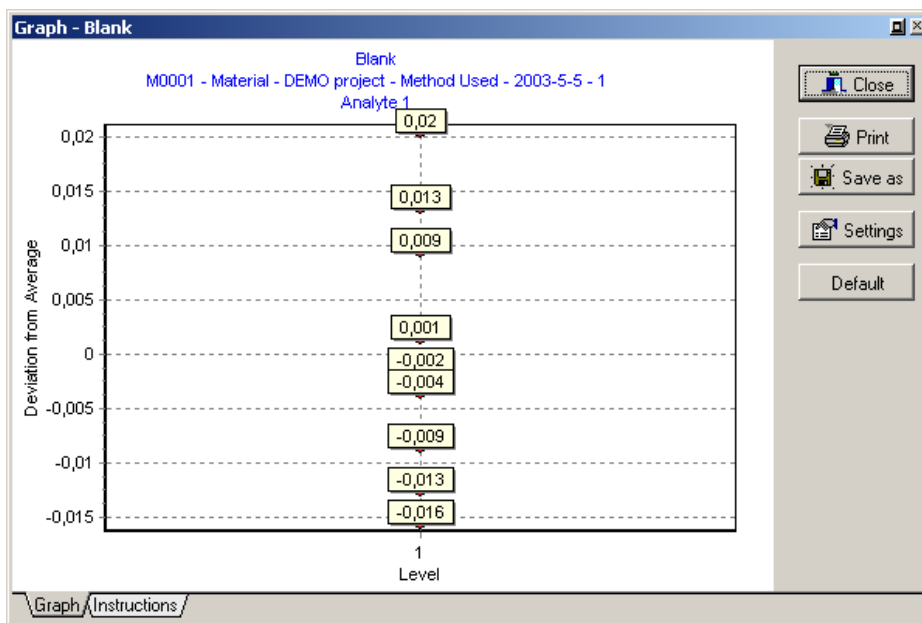 Graph - Blank
Blank
M0001 - Material - DEMO project - Method Used - 2003-5-5 - 1
Analyte 1
Close
Print
Save as
Settings
Default
Deviation from Average
0,02
0,015
0,01
0,005
0
-0,005
-0,01
-0,015
0,02
0,013
0,009
0,001
-0,002
-0,004
-0,009
-0,013
-0,016
1
Level
Graph
Instructions